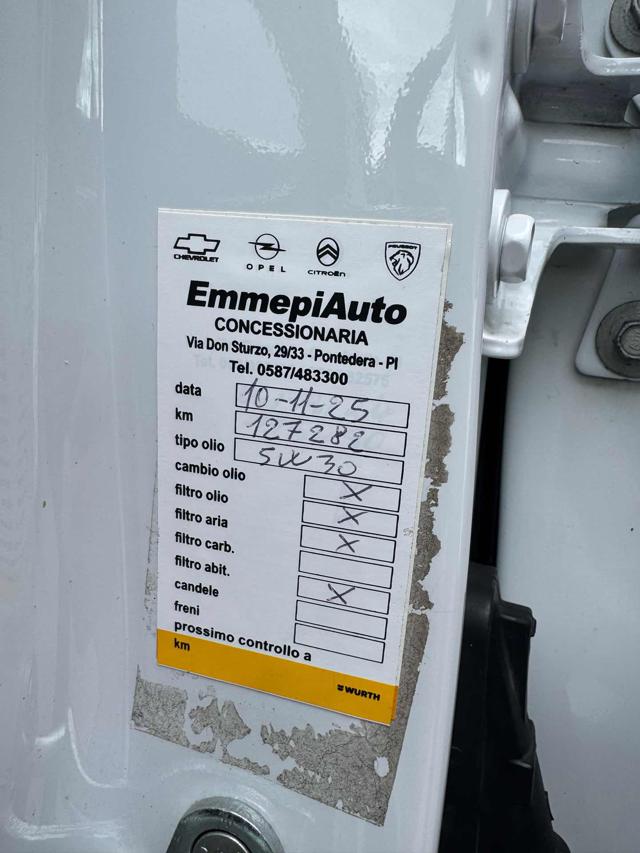 CHEVROLET
OPEL
CITROËN
PEUGEOT
EmmepiAuto
CONCESSIONARIA
Via Don Sturzo, 29/33 - Pontedera - PI
Tel. 0587/483300
data 10-11-25
km 127282
tipo olio 5W30
cambio olio X
filtro olio X
filtro aria X
filtro carb.
filtro abit. X
candele
freni
prossimo controllo a
km
WURTH